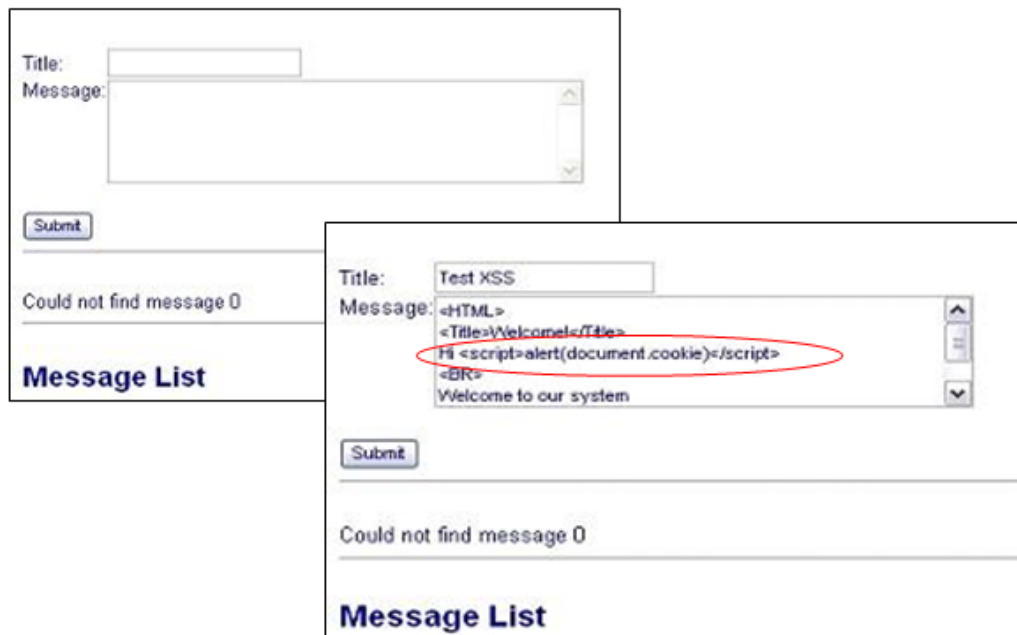 Title:
Message:
Submit
Could not find message 0
Message List
Title: Test XSS
Message: <HTML>
<Title>Welcome!</Title>
Hi <script>alert(document.cookie)</script>
<BR>
Welcome to our system
Submit
Could not find message 0
Message List